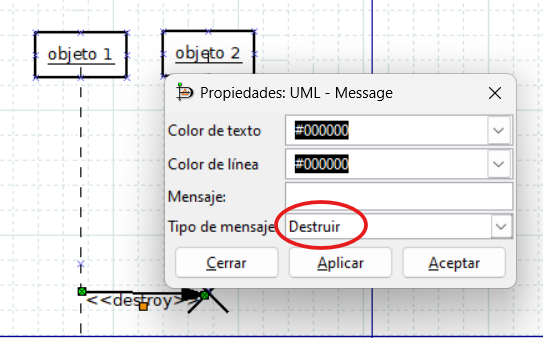 objeto 1
objeto 2
Propiedades: UML - Message
Color de texto #000000
Color de línea #000000
Mensaje:
Tipo de mensaje Destruir
Cerrar Aplicar Aceptar
<<destroy>>